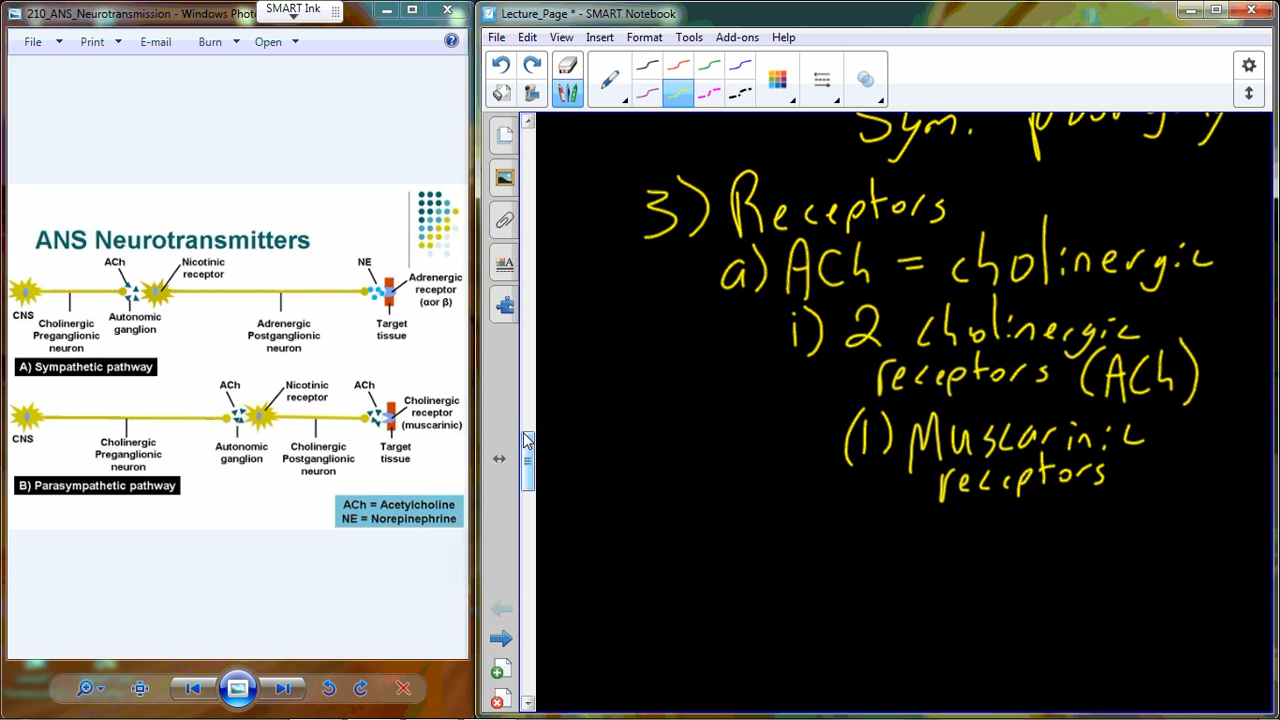 210_ANS_Neurotransmission - Windows Phot
SMART Ink
File Print E-mail Burn Open
ANS Neurotransmitters
ACh
Nicotinic
receptor
NE
Adrenergic
receptor
(αor β)
CNS
Cholinergic
Preganglionic
neuron
Autonomic
ganglion
Adrenergic
Postganglionic
neuron
Target
tissue
A) Sympathetic pathway
ACh
Nicotinic
receptor
ACh
Cholinergic
receptor
(muscarinic)
CNS
Cholinergic
Preganglionic
neuron
Autonomic
ganglion
Cholinergic
Postganglionic
neuron
Target
tissue
B) Parasympathetic pathway
ACh = Acetylcholine
NE = Norepinephrine
Lecture_Page * - SMART Notebook
File Edit View Insert Format Tools Add-ons Help
Sym.
3) Receptors
a) ACh = cholinergic
i) 2 cholinergic
receptors (ACh)
(1) Muscarinic
receptors